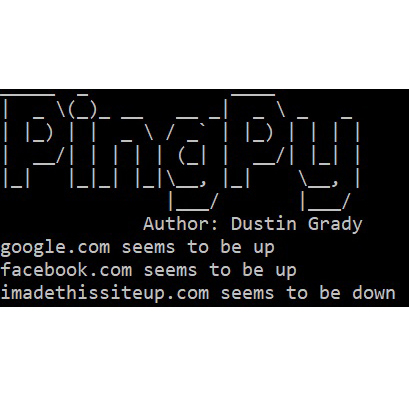 PingPy
Author: Dustin Grady
google.com seems to be up
facebook.com seems to be up
imadethissiteup.com seems to be down